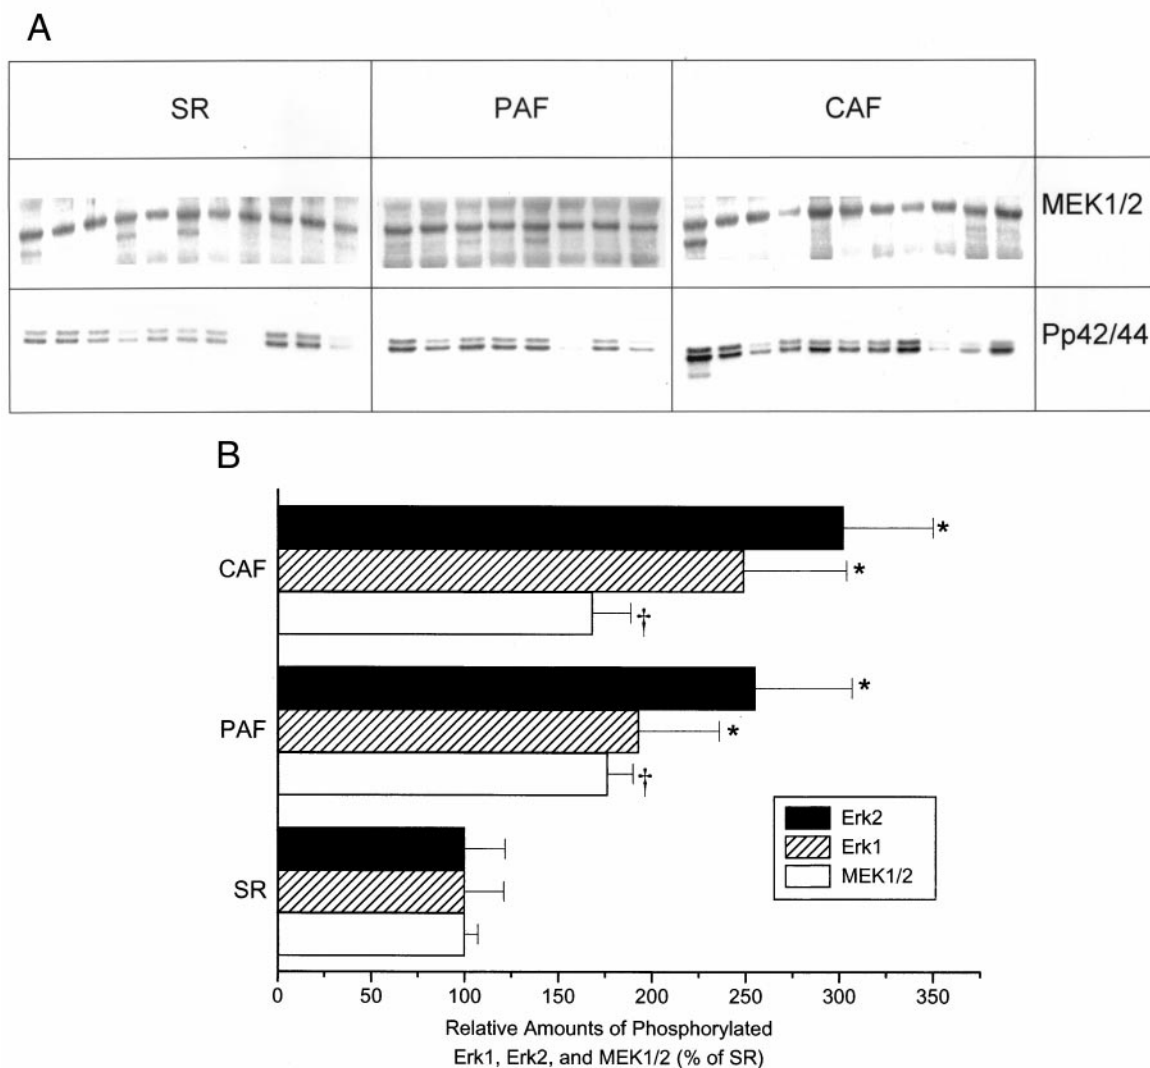 A
SR PAF CAF
MEK1/2
Pp42/44
B
CAF * * †
PAF * * †
SR
Erk2
Erk1
MEK1/2
0 50 100 150 200 250 300 350
Relative Amounts of Phosphorylated
Erk1, Erk2, and MEK1/2 (% of SR)